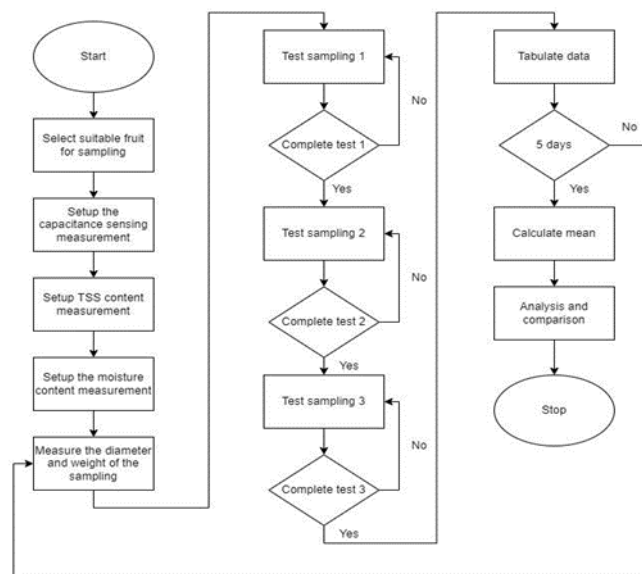 Start
Select suitable fruit
for sampling
Setup the
capacitance sensing
measurement
Setup TSS content
measurement
Setup the moisture
content measurement
Measure the diameter
and weight of the
sampling
Test sampling 1
No
Complete test 1
Yes
Test sampling 2
No
Complete test 2
Yes
Test sampling 3
No
Complete test 3
Yes
Tabulate data
No
5 days
Yes
Calculate mean
Analysis and
comparison
Stop